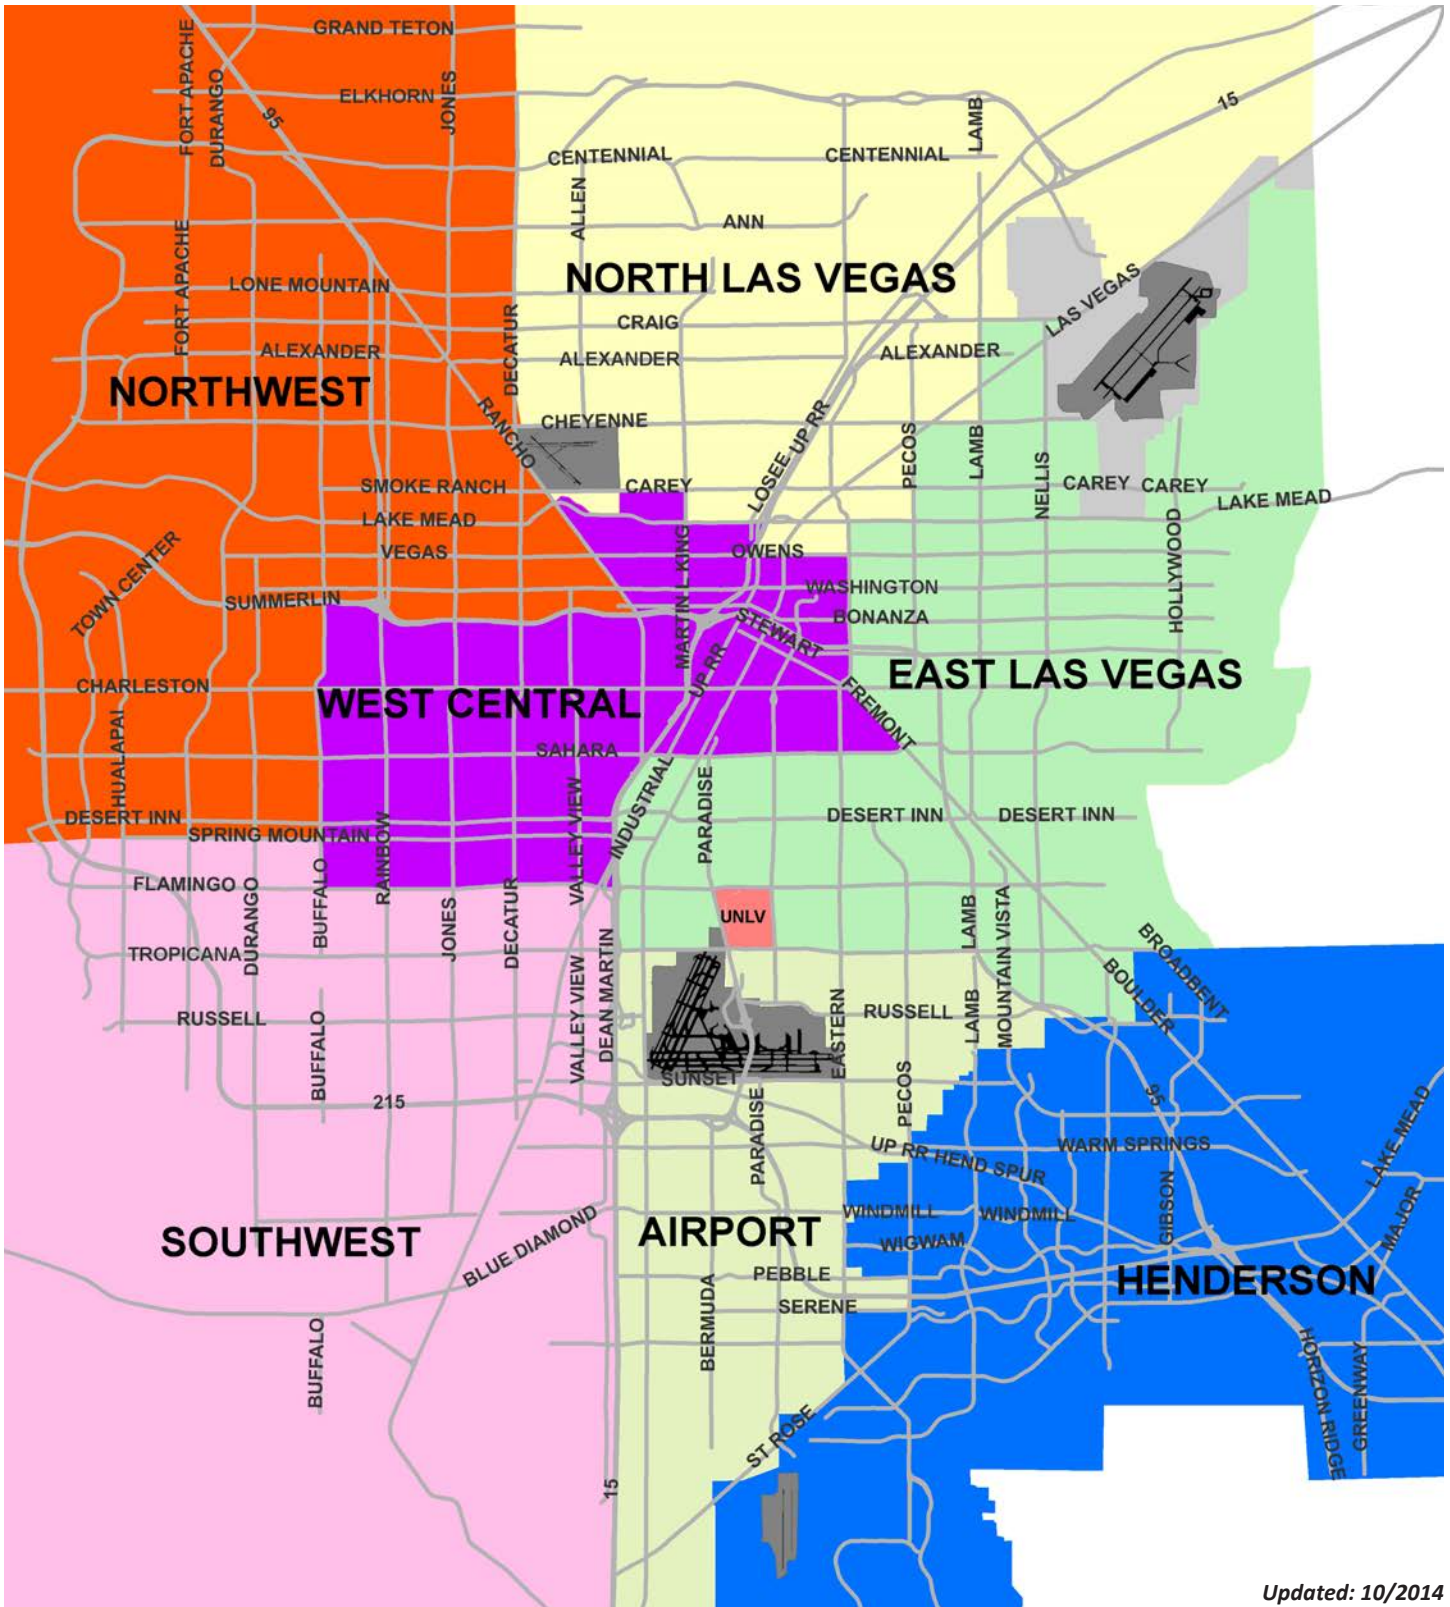 GRAND TETON
FORT APACHE
DURANGO
JONES
ELKHORN
95
15
LAMB
CENTENNIAL
CENTENNIAL
ALLEN
ANN
FORT APACHE
LONE MOUNTAIN
NORTH LAS VEGAS
LAS VEGAS
CRAIG
DECATUR
ALEXANDER
ALEXANDER
ALEXANDER
NORTHWEST
RANCHO
CHEYENNE
LOSEE
UP RR
PECOS
LAMB
NELLIS
SMOKE RANCH
CAREY
CAREY
CAREY
LAKE MEAD
LAKE MEAD
HOLLYWOOD
MARTIN L KING
VEGAS
OWENS
TOWN CENTER
SUMMERLIN
WASHINGTON
BONANZA
STEWART
UP RR
EAST LAS VEGAS
CHARLESTON
WEST CENTRAL
FREMONT
HUALAPAI
SAHARA
INDUSTRIAL
PARADISE
VALLEY VIEW
DESERT INN
DESERT INN
DESERT INN
SPRING MOUNTAIN
RAINBOW
FLAMINGO
DURANGO
BUFFALO
JONES
DECATUR
UNLV
LAMB
MOUNTAIN VISTA
BROADBENT
TROPICANA
VALLEY VIEW
DEAN MARTIN
BOULDER
RUSSELL
RUSSELL
EASTERN
LAMB
BUFFALO
SUNSET
PECOS
95
215
PARADISE
LAKE MEAD
UP RR HEND SPUR
WARM SPRINGS
GIBSON
MAJOR
SOUTHWEST
BLUE DIAMOND
AIRPORT
WINDMILL
WINDMILL
WIGWAM
PEBBLE
HENDERSON
SERENE
BERMUDA
BUFFALO
HORIZON RIDGE
GREENWAY
ST ROSE
15
Updated: 10/2014